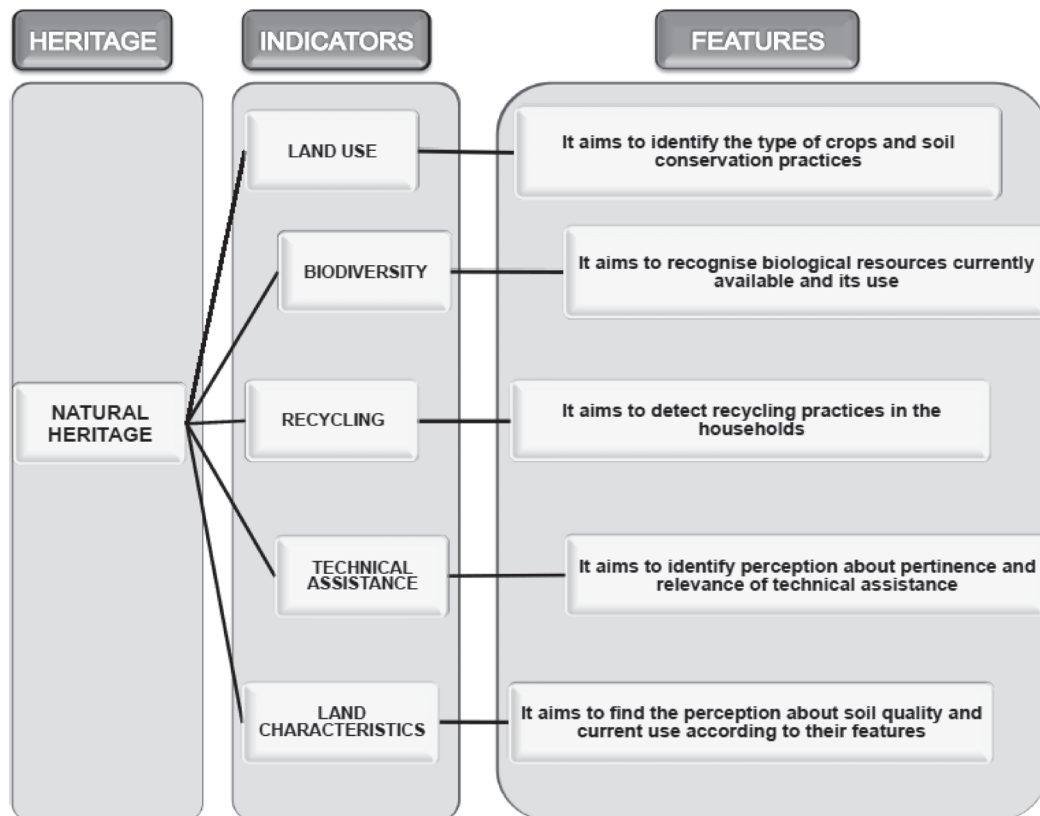 HERITAGE
INDICATORS
FEATURES
NATURAL
HERITAGE
LAND USE
It aims to identify the type of crops and soil
conservation practices
BIODIVERSITY
It aims to recognise biological resources currently
available and its use
RECYCLING
It aims to detect recycling practices in the
households
TECHNICAL
ASSISTANCE
It aims to identify perception about pertinence and
relevance of technical assistance
LAND
CHARACTERISTICS
It aims to find the perception about soil quality and
current use according to their features